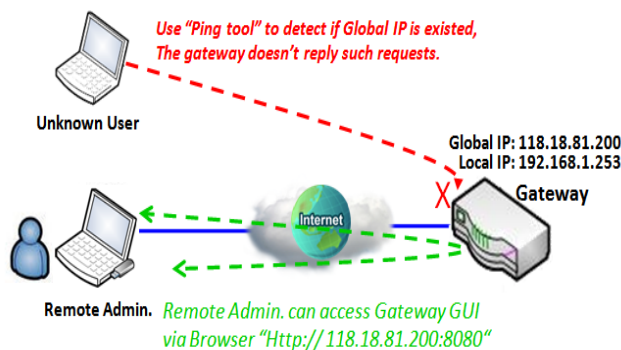 Use “Ping tool” to detect if Global IP is existed,
The gateway doesn’t reply such requests.
Unknown User
Global IP: 118.18.81.200
Local IP: 192.168.1.253
X
Gateway
Internet
Remote Admin.
Remote Admin. can access Gateway GUI
via Browser “Http:// 118.18.81.200:8080“